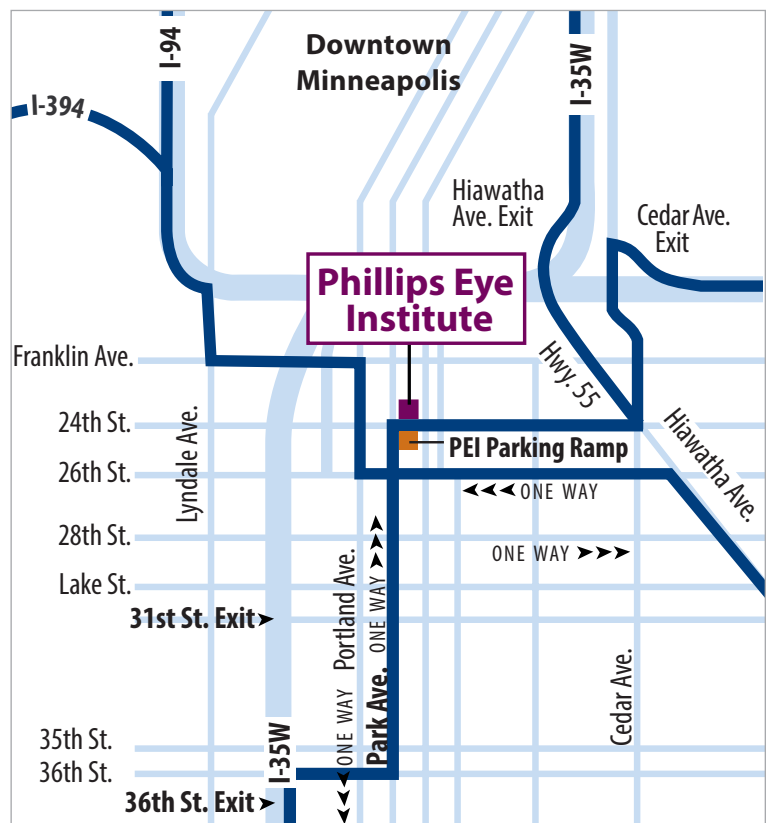 I-94
Downtown
Minneapolis
I-35W
I-394
Hiawatha
Ave. Exit
Cedar Ave.
Exit
Phillips Eye
Institute
Franklin Ave.
Hwy. 55
24th St.
Lyndale Ave.
PEI Parking Ramp
Hiawatha Ave.
26th St.
ONE WAY
28th St.
ONE WAY
Portland Ave.
ONE WAY
Lake St.
31st St. Exit
Park Ave.
ONE WAY
Cedar Ave.
35th St.
I-35W
36th St.
36th St. Exit